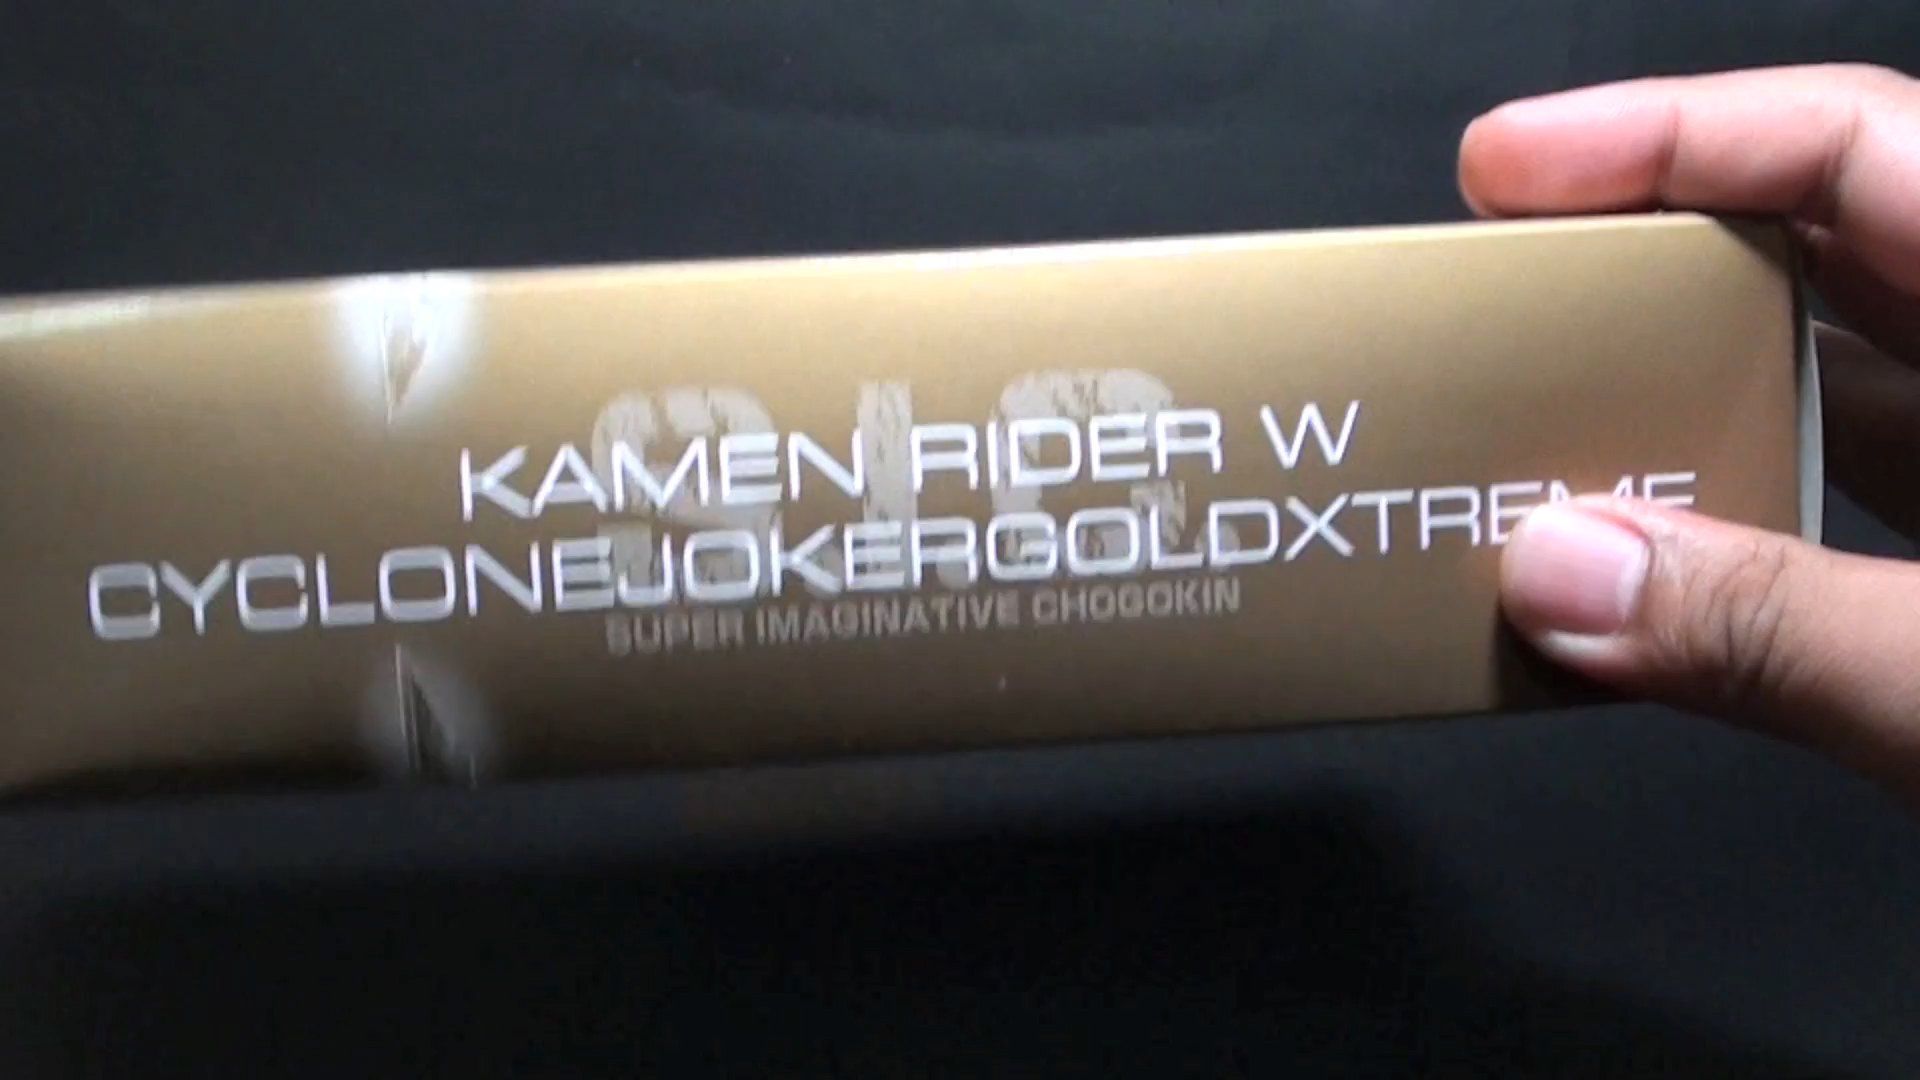 S.I.C.
KAMEN RIDER W
CYCLONEJOKERGOLDXTREME
SUPER IMAGINATIVE CHOGOKIN